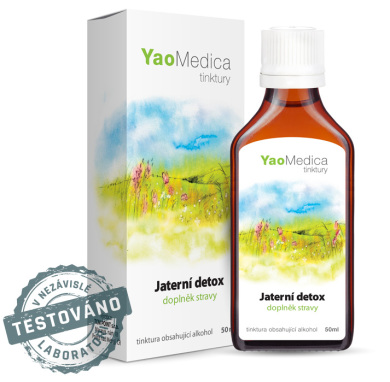 YaoMedica
tinktury
Jaterní detox
doplněk stravy
tinktura obsahující alkohol 50ml
YaoMedica
tinktury
Jaterní detox
doplněk stravy
tinktura obsahující alkohol 50ml
V NEZÁVISLÉ
TESTOVÁNO
LABORATOŘI